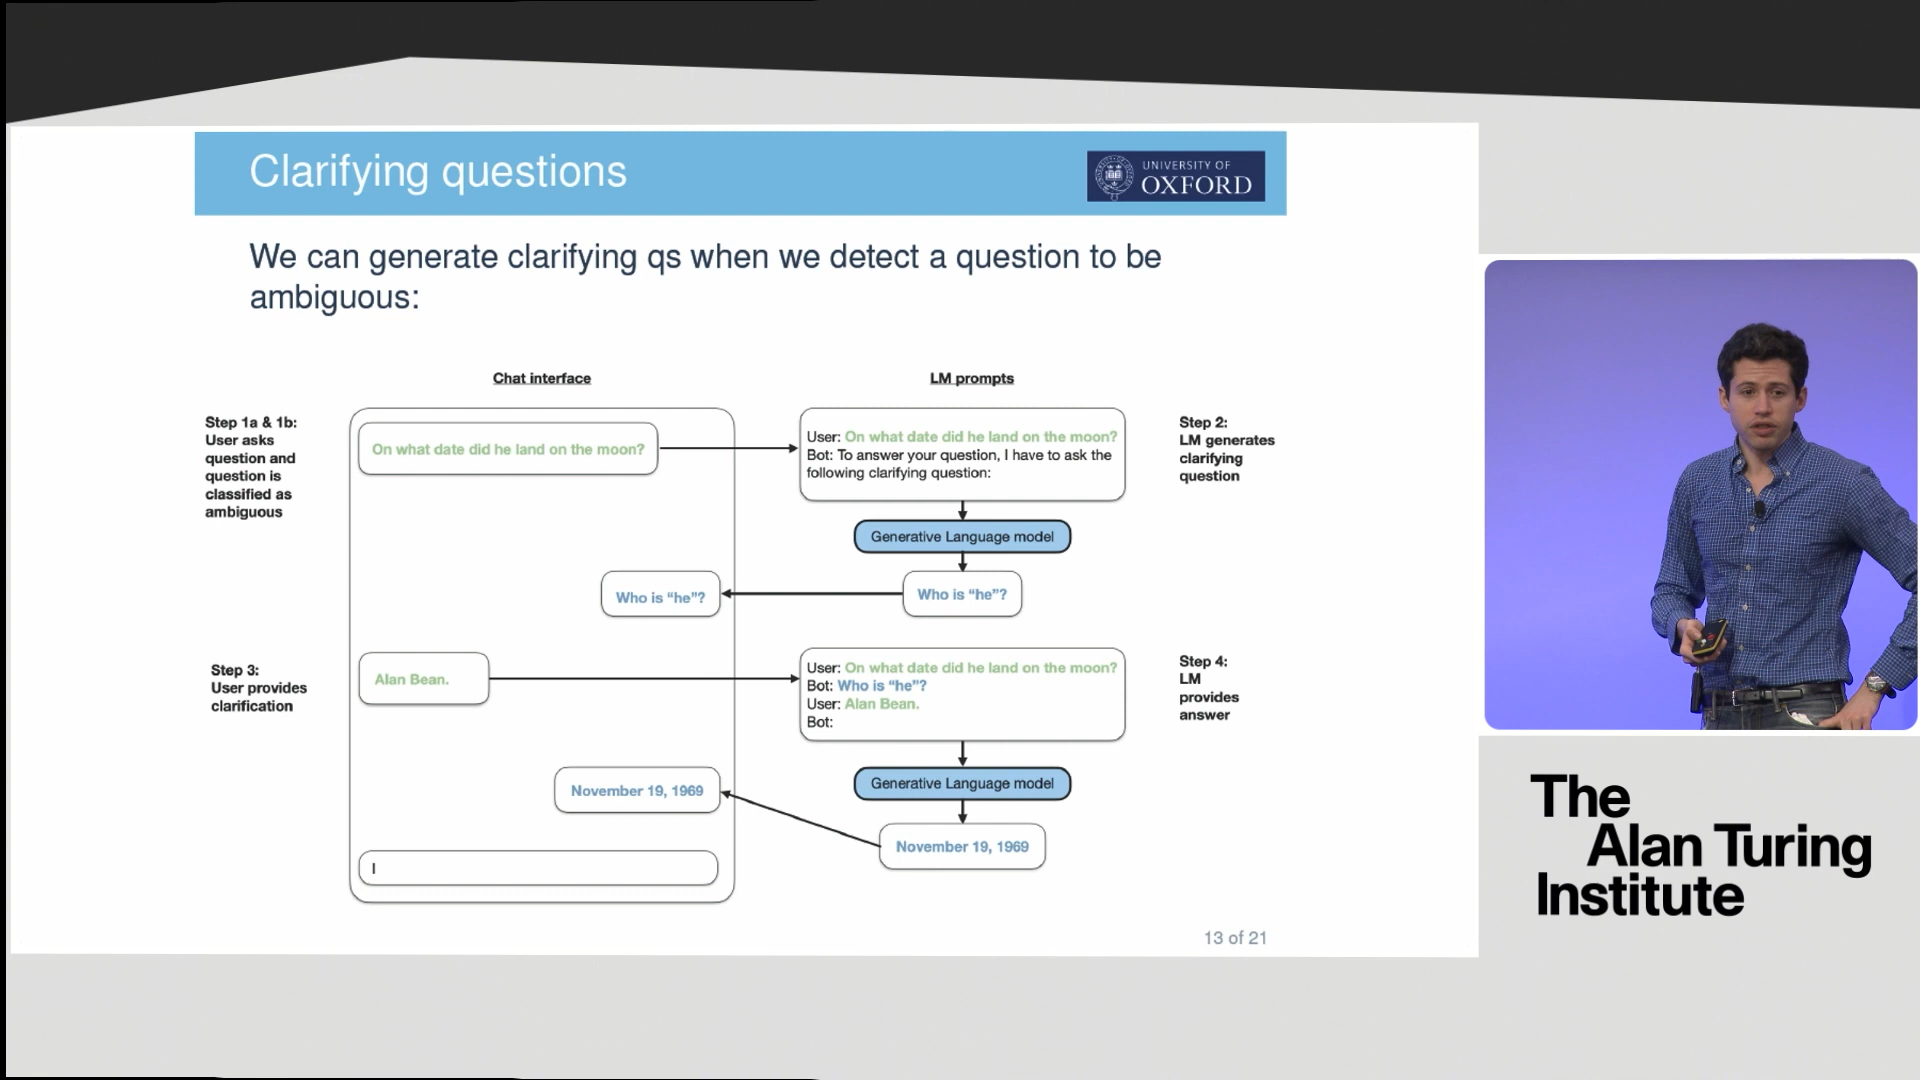 Clarifying questions
UNIVERSITY OF
OXFORD
We can generate clarifying qs when we detect a question to be
ambiguous:
Chat interface
LM prompts
Step 1a & 1b:
User asks
question and
question is
classified as
ambiguous
On what date did he land on the moon?
User: On what date did he land on the moon?
Bot: To answer your question, I have to ask the
following clarifying question:
Step 2:
LM generates
clarifying
question
Generative Language model
Who is “he”?
Who is “he”?
Step 3:
User provides
clarification
Alan Bean.
User: On what date did he land on the moon?
Bot: Who is “he”?
User: Alan Bean.
Bot:
Step 4:
LM
provides
answer
Generative Language model
November 19, 1969
November 19, 1969
I
13 of 21
The
Alan Turing
Institute